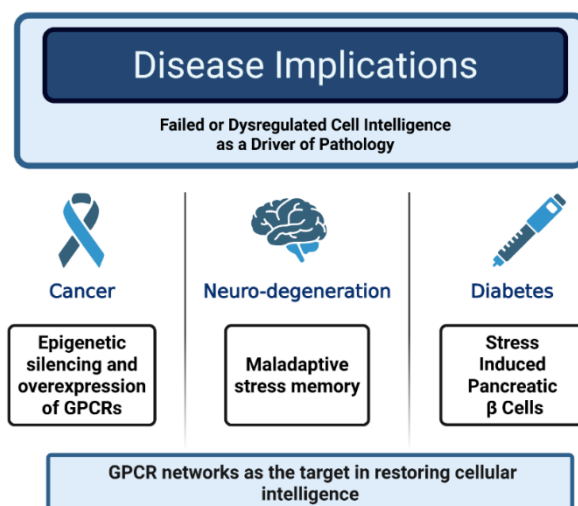 Disease Implications
Failed or Dysregulated Cell Intelligence
as a Driver of Pathology
Cancer
Neuro-degeneration
Diabetes
Epigenetic
silencing and
overexpression
of GPCRs
Maladaptive
stress memory
Stress
Induced
Pancreatic
β Cells
GPCR networks as the target in restoring cellular
intelligence